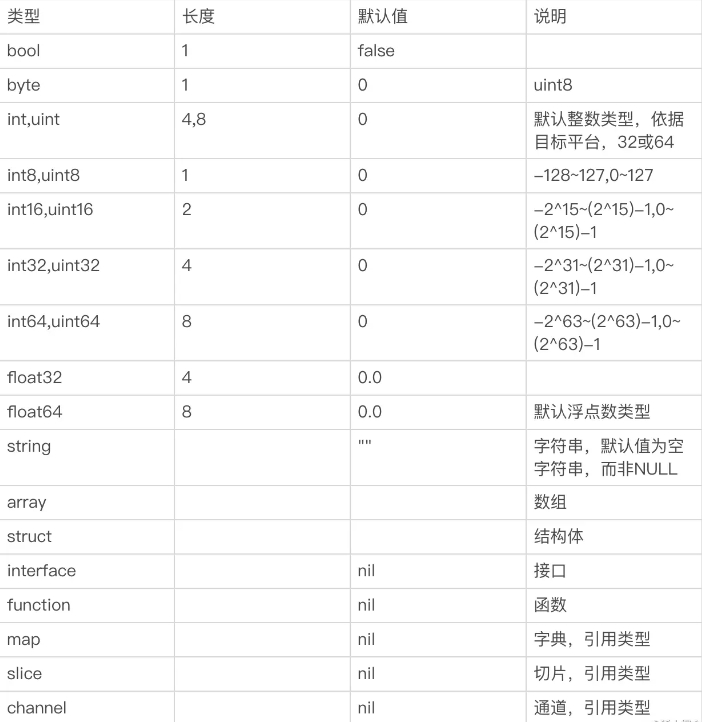 类型 长度 默认值 说明
bool 1 false
byte 1 0 uint8
int,uint 4,8 0 默认整数类型，依据
目标平台，32或64
int8,uint8 1 0 -128~127,0~127
int16,uint16 2 0 -2^15~(2^15)-1,0~
(2^15)-1
int32,uint32 4 0 -2^31~(2^31)-1,0~
(2^31)-1
int64,uint64 8 0 -2^63~(2^63)-1,0~
(2^63)-1
float32 4 0.0
float64 8 0.0 默认浮点数类型
string "" 字符串，默认值为空
字符串，而非NULL
array 数组
struct 结构体
interface nil 接口
function nil 函数
map nil 字典，引用类型
slice nil 切片，引用类型
channel nil 通道，引用类型